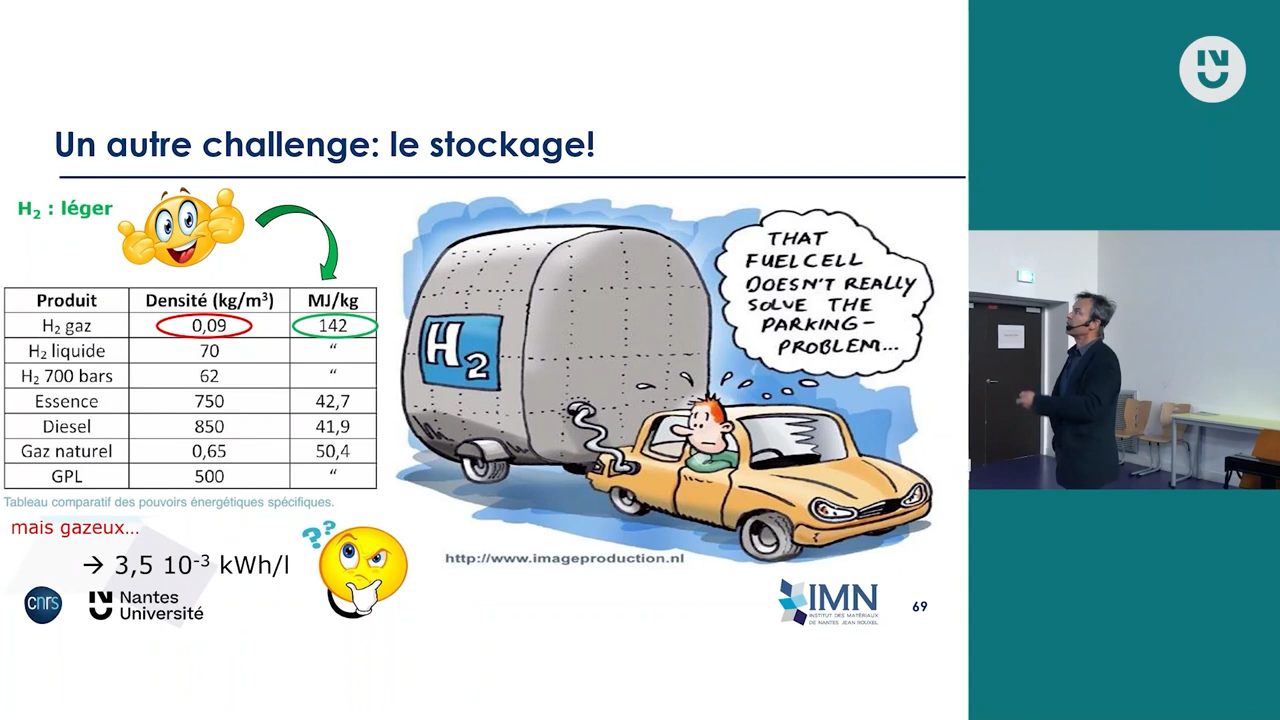 Un autre challenge: le stockage!
H₂ : léger
Produit Densité (kg/m³) MJ/kg
H₂ gaz 0,09 142
H₂ liquide 70 “
H₂ 700 bars 62 “
Essence 750 42,7
Diesel 850 41,9
Gaz naturel 0,65 50,4
GPL 500 “
Tableau comparatif des pouvoirs énergétiques spécifiques.
mais gazeux...
→ 3,5 10⁻³ kWh/l
??
H₂
THAT
FUELCELL
DOESN'T REALLY
SOLVE THE
PARKING-
PROBLEM...
http://www.imageproduction.nl
cnrs
Nantes
Université
IMN
INSTITUT DES MATÉRIAUX
DE NANTES JEAN ROUXEL
69